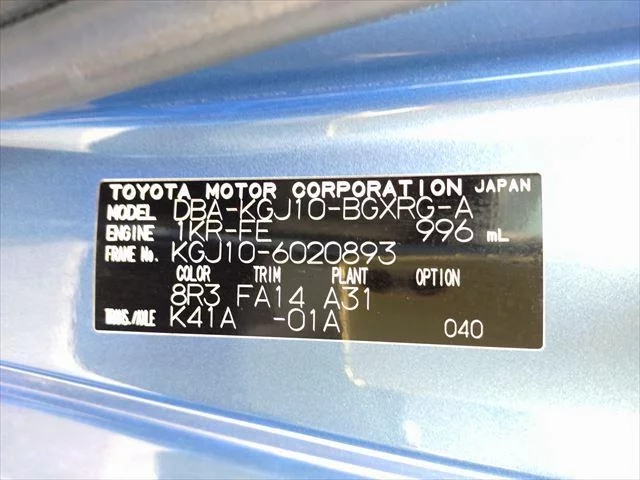 TOYOTA MOTOR CORPORATION JAPAN
MODEL DBA-KGJ10-BGXRG-A
ENGINE 1KR-FE 996 mL
FRAME No. KGJ10-6020893
COLOR TRIM PLANT OPTION
8R3 FA14 A31
TRANS./AXLE K41A -01A 040